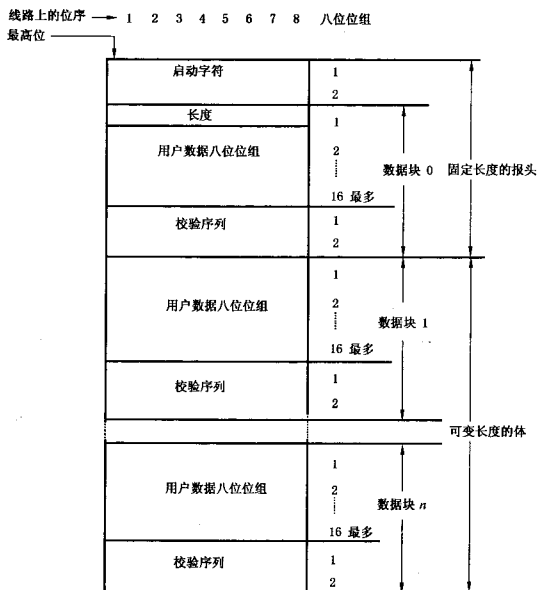 线路上的位序 1 2 3 4 5 6 7 8 八位位组
最高位
启动字符 1
2
长度 1
用户数据八位位组 2
16 最多
数据块 0 固定长度的报头
校验序列 1
2
1
用户数据八位位组 2
数据块 1
16 最多
校验序列 1
2
可变长度的体
1
用户数据八位位组 2
数据块 n
16 最多
校验序列 1
2